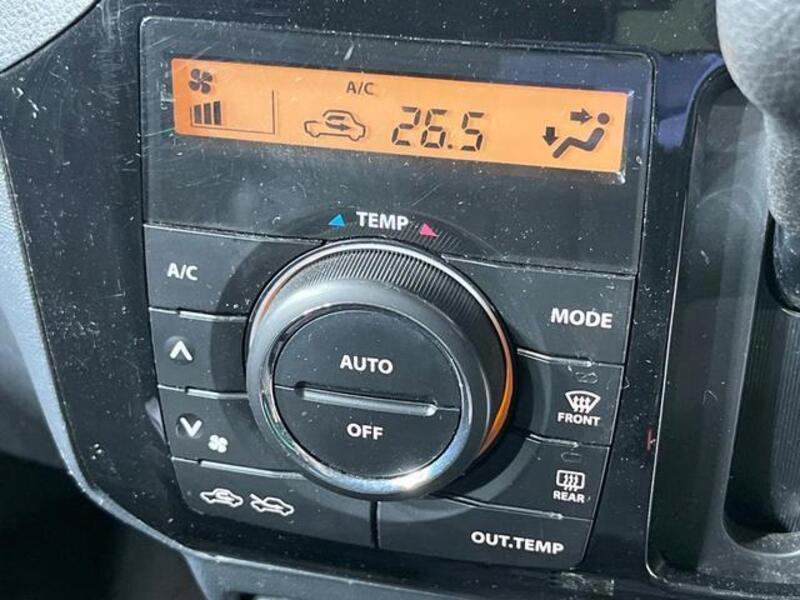 A/C
26.5
TEMP
A/C
MODE
AUTO
OFF
FRONT
REAR
OUT.TEMP